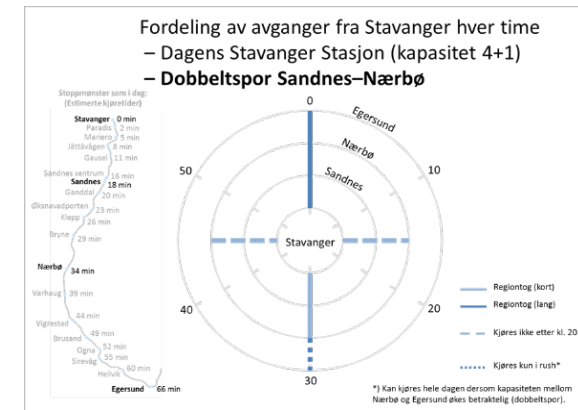 Fordeling av avganger fra Stavanger hver time
– Dagens Stavanger Stasjon (kapasitet 4+1)
– Dobbeltspor Sandnes–Nærbø
Stoppmønster som i dag:
(Estimerte kjøretider)
Stavanger 0 min
Paradis 2 min
Mariero 5 min
Jåttåvågen 8 min
Gausel 11 min
Sandnes sentrum 16 min
Sandnes 18 min
Ganddal 20 min
Øksnavadporten 23 min
Klepp 26 min
Bryne 29 min
Nærbø 34 min
Varhaug 39 min
Vigrestad 44 min
Brusand 49 min
Ogna 52 min
Sirevåg 55 min
Hellvik 60 min
Egersund 66 min
0
10
20
30
40
50
Egersund
Nærbø
Sandnes
Stavanger
Regiontog (kort)
Regiontog (lang)
Kjøres ikke etter kl. 20
Kjøres kun i rush*
*) Kan kjøres hele dagen dersom kapasiteten mellom
Nærbø og Egersund økes betraktelig (dobbeltspor).